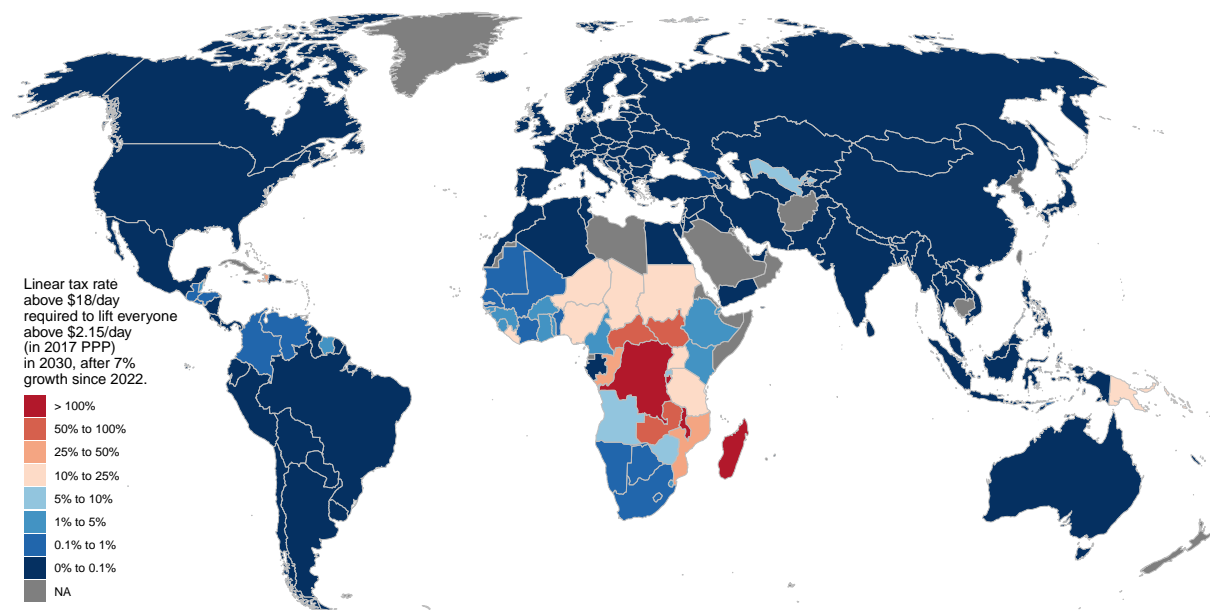 Linear tax rate
above $18/day
required to lift everyone
above $2.15/day
(in 2017 PPP)
in 2030, after 7%
growth since 2022.
> 100%
50% to 100%
25% to 50%
10% to 25%
5% to 10%
1% to 5%
0.1% to 1%
0% to 0.1%
NA